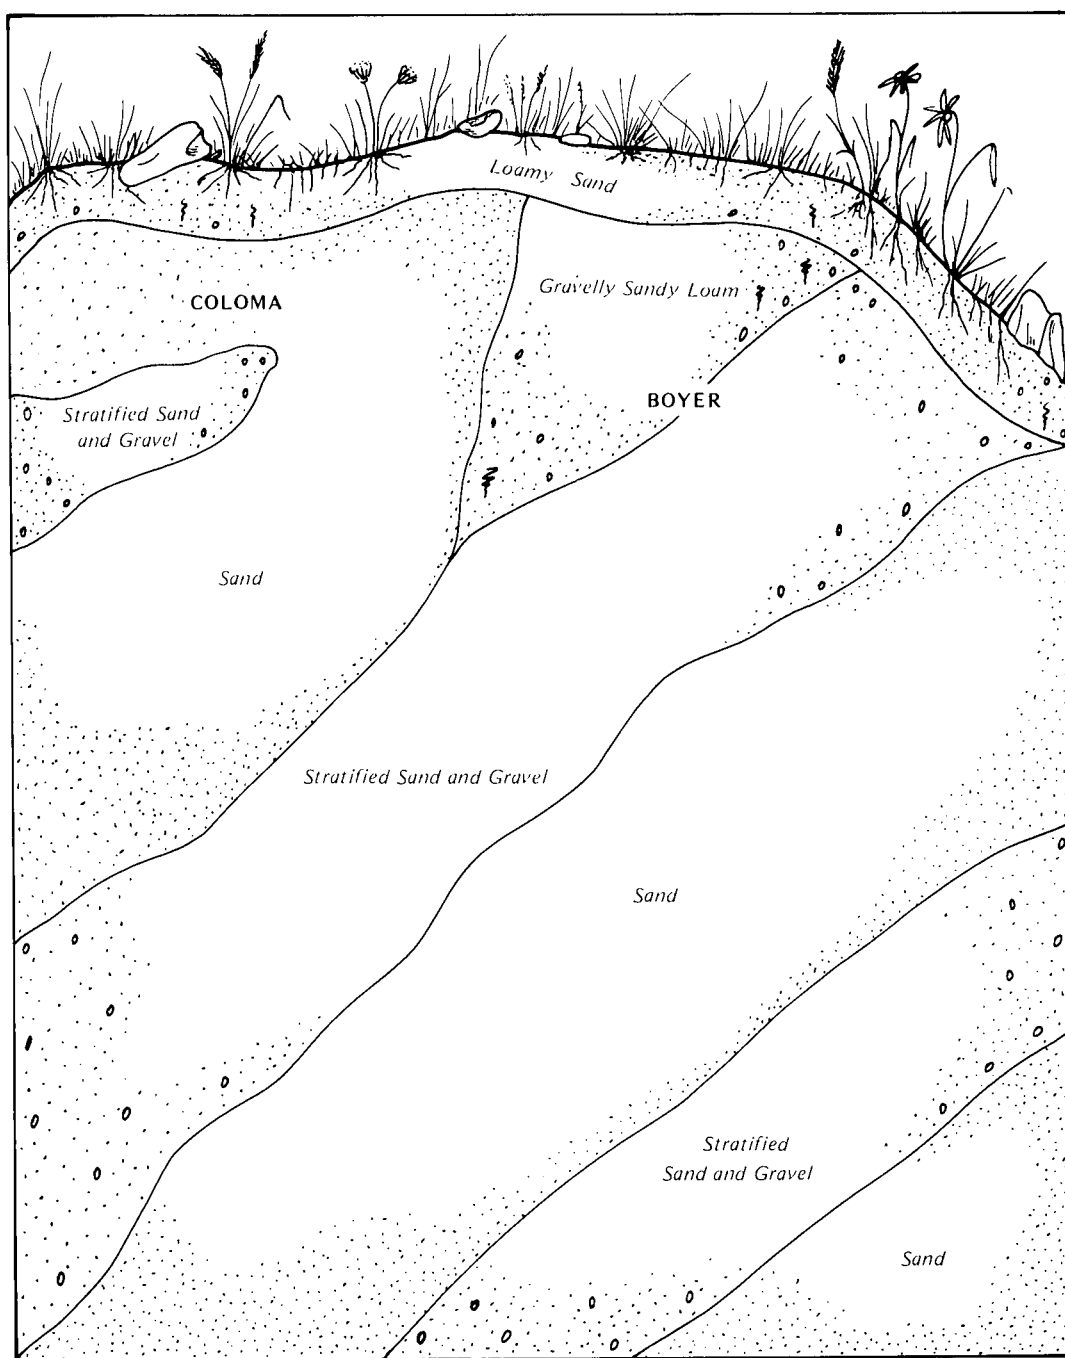 Loamy Sand
COLOMA
Gravelly Sandy Loam
BOYER
Stratified Sand
and Gravel
Sand
Stratified Sand and Gravel
Sand
Stratified
Sand and Gravel
Sand